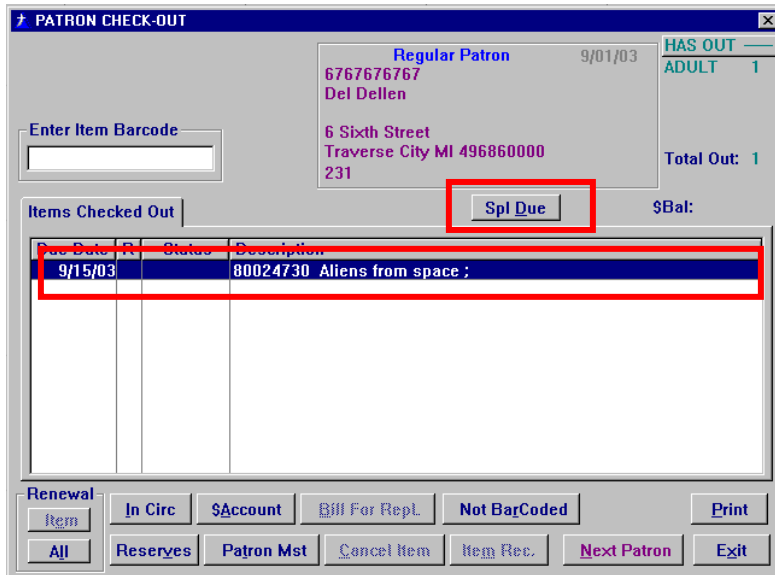 PATRON CHECK-OUT
Regular Patron 9/01/03
6767676767
Del Dellen
6 Sixth Street
Traverse City MI 496860000
231
HAS OUT
ADULT 1
Total Out: 1
Enter Item Barcode
Items Checked Out
Spl Due
$Bal:
Due Date R Status Description
9/15/03 80024730 Aliens from space ;
Renewal
Item
All
In Circ $Account Bill For Repl. Not BarCoded Print
Reserves Patron Mst Cancel Item Item Rec. Next Patron Exit